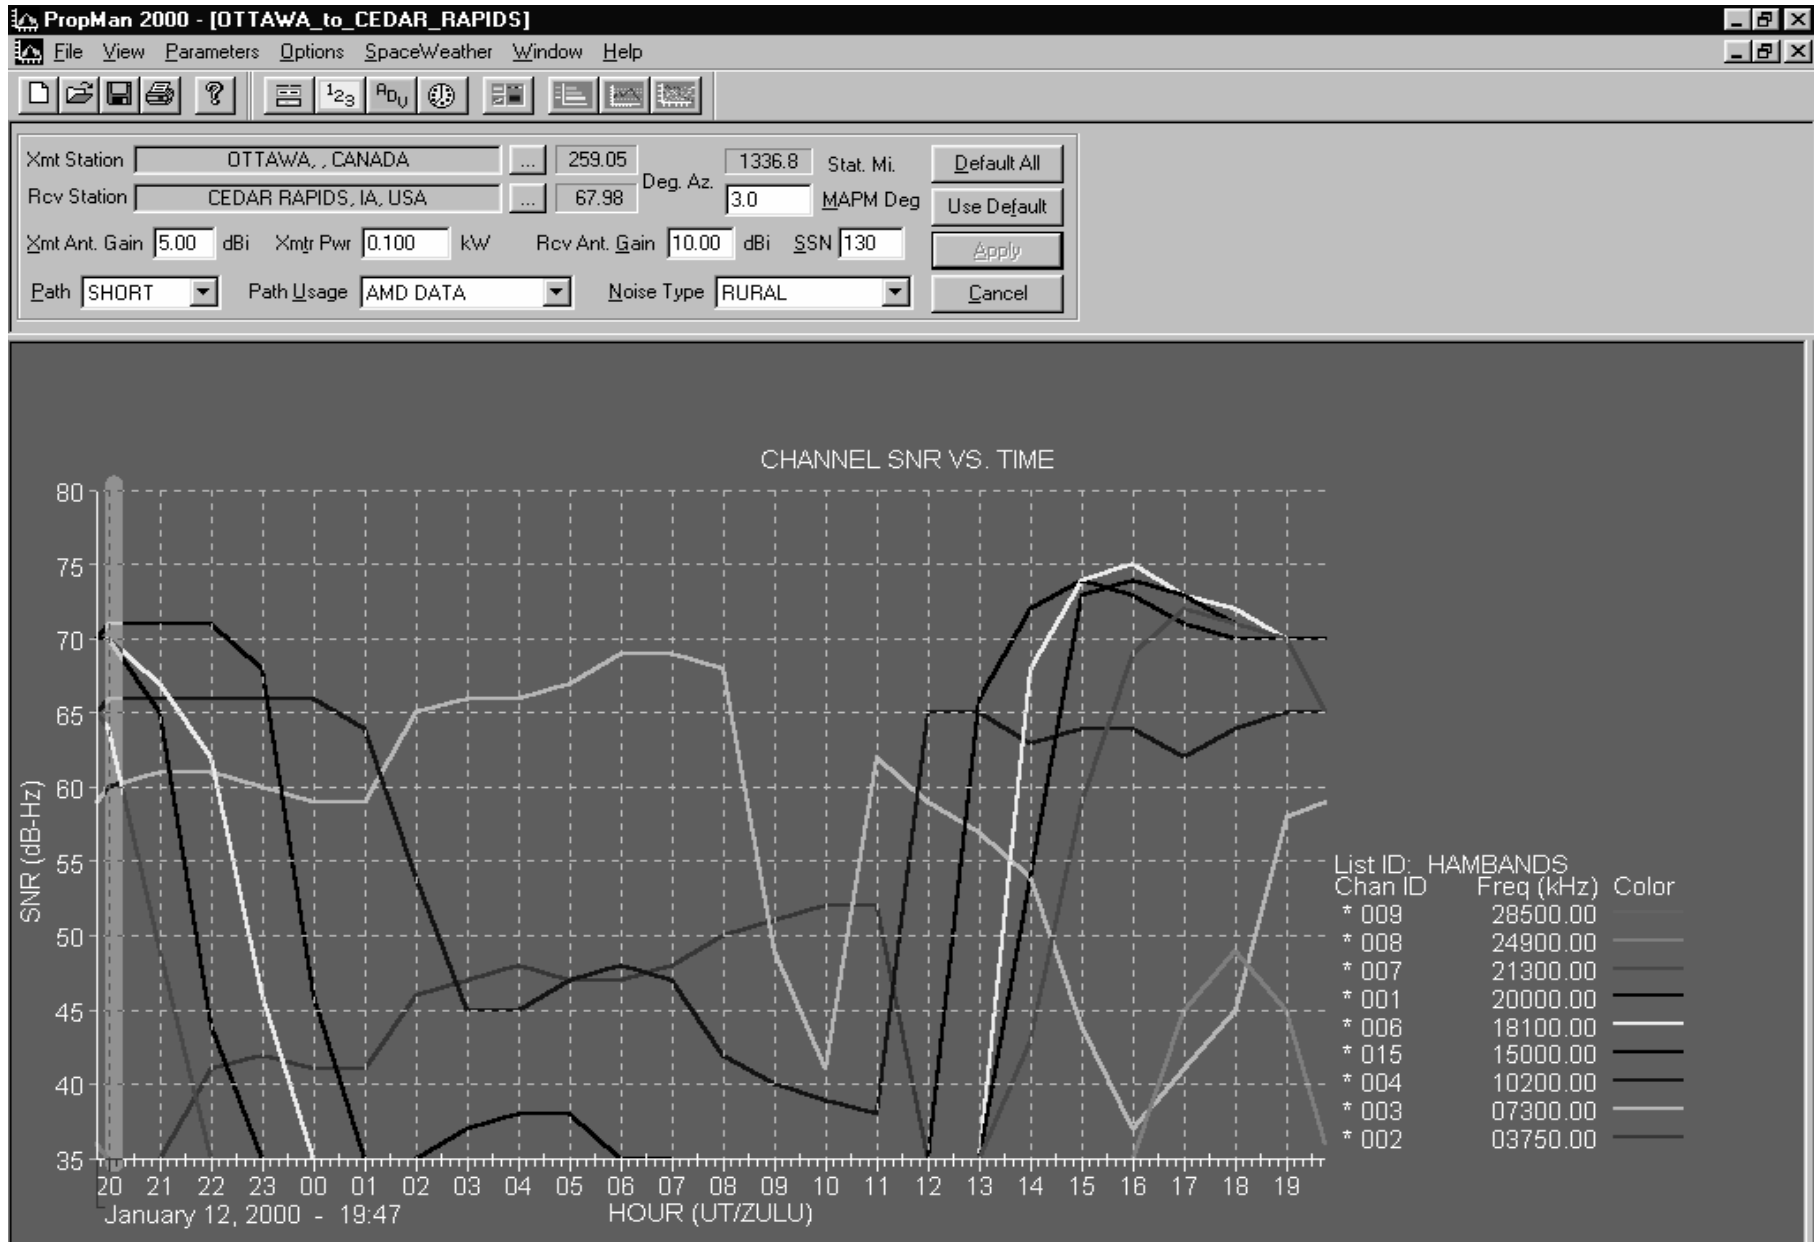 PropMan 2000 - [OTTAWA_to_CEDAR_RAPIDS]
File View Parameters Options SpaceWeather Window Help
Xmt Station OTTAWA, , CANADA ... 259.05 Deg. Az. 1336.8 Stat. Mi. Default All
Rcv Station CEDAR RAPIDS, IA, USA ... 67.98 3.0 MAPM Deg Use Default
Xmt Ant. Gain 5.00 dBi Xmtr Pwr 0.100 kW Rcv Ant. Gain 10.00 dBi SSN 130 Apply
Path SHORT Path Usage AMD DATA Noise Type RURAL Cancel
CHANNEL SNR VS. TIME
80
75
70
65
60
55
50
45
40
35
SNR (dB-Hz)
20 21 22 23 00 01 02 03 04 05 06 07 08 09 10 11 12 13 14 15 16 17 18 19
January 12, 2000 - 19:47 HOUR (UT/ZULU)
List ID: HAMBANDS
Chan ID Freq (kHz) Color
* 009 28500.00
* 008 24900.00
* 007 21300.00
* 001 20000.00
* 006 18100.00
* 015 15000.00
* 004 10200.00
* 003 07300.00
* 002 03750.00